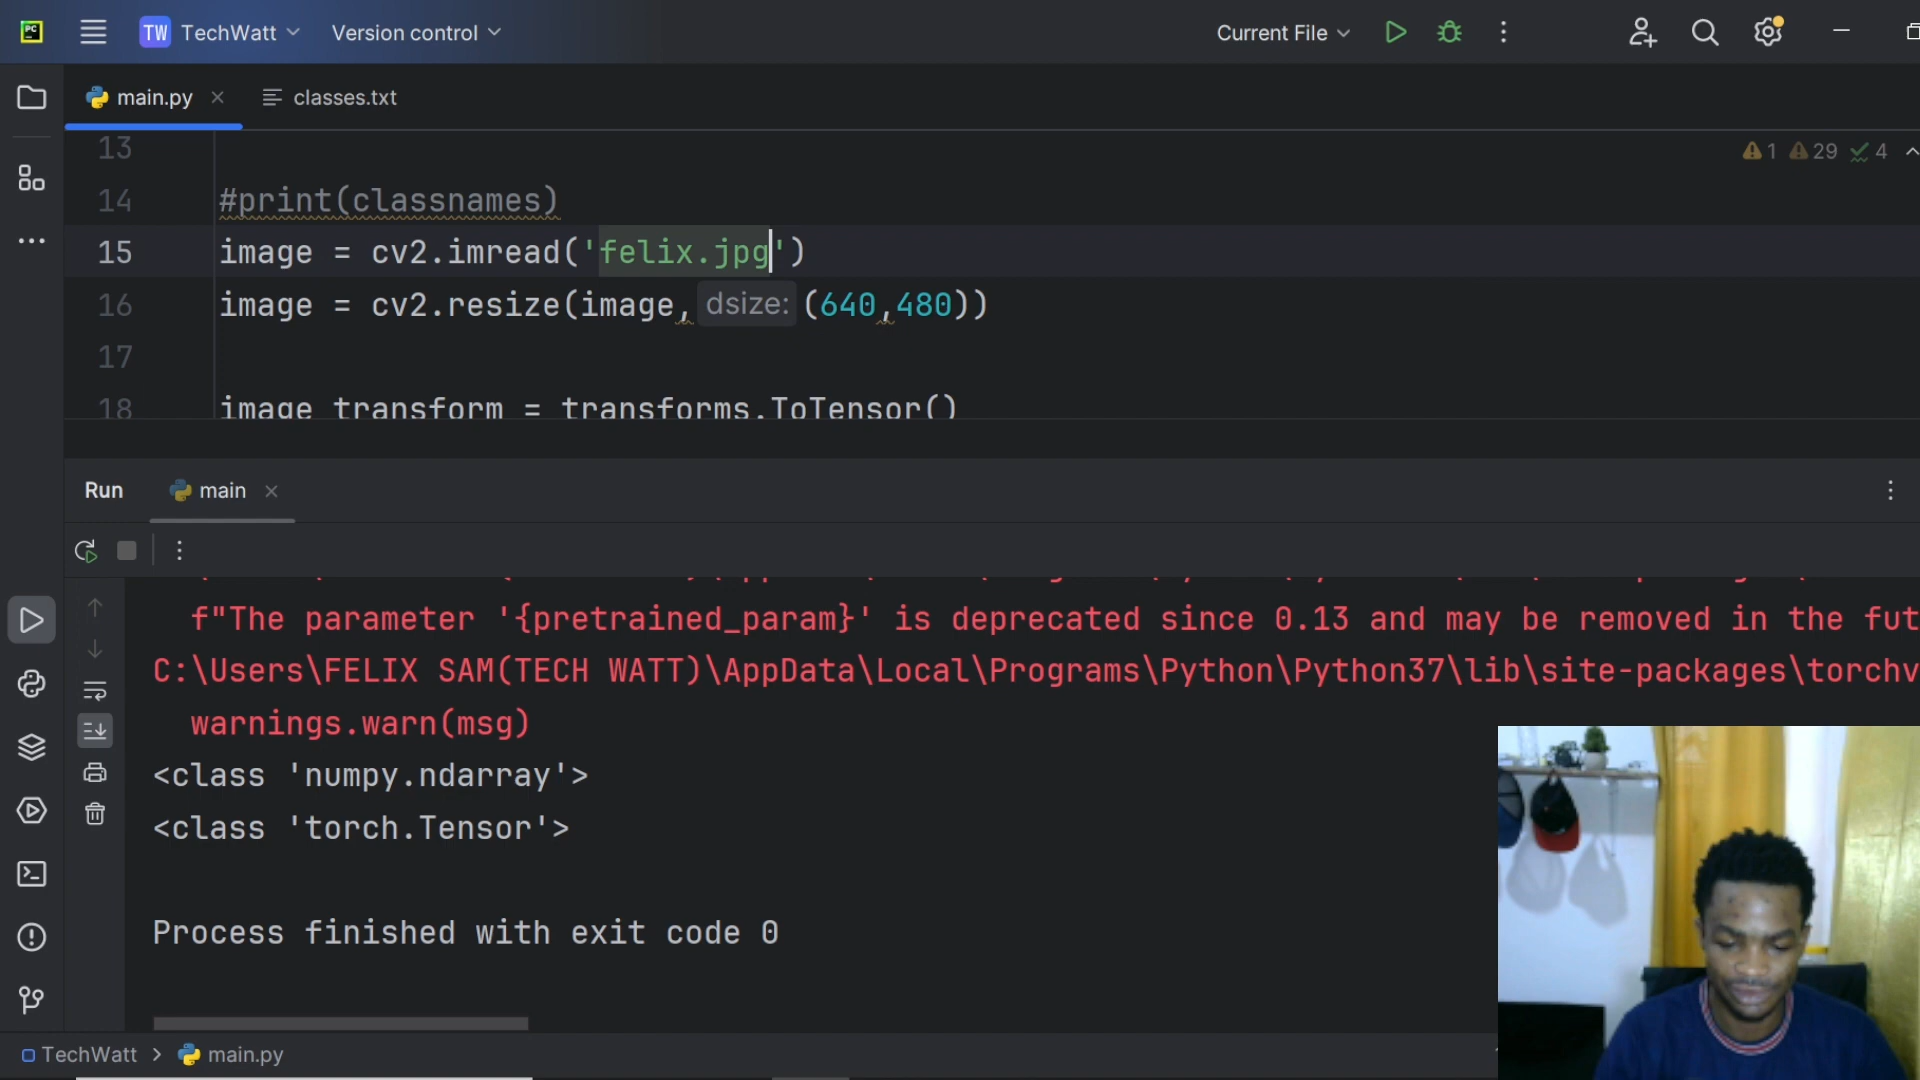 PC
TW TechWatt Version control Current File
main.py classes.txt
13
1 29 4
14 #print(classnames)
15 image = cv2.imread('felix.jpg')
16 image = cv2.resize(image, dsize: (640,480))
17
18 image transform = transforms.ToTensor()
Run main
f"The parameter '{pretrained_param}' is deprecated since 0.13 and may be removed in the fut
C:\Users\FELIX SAM(TECH WATT)\AppData\Local\Programs\Python\Python37\lib\site-packages\torchv
warnings.warn(msg)
<class 'numpy.ndarray'>
<class 'torch.Tensor'>
Process finished with exit code 0
TechWatt > main.py